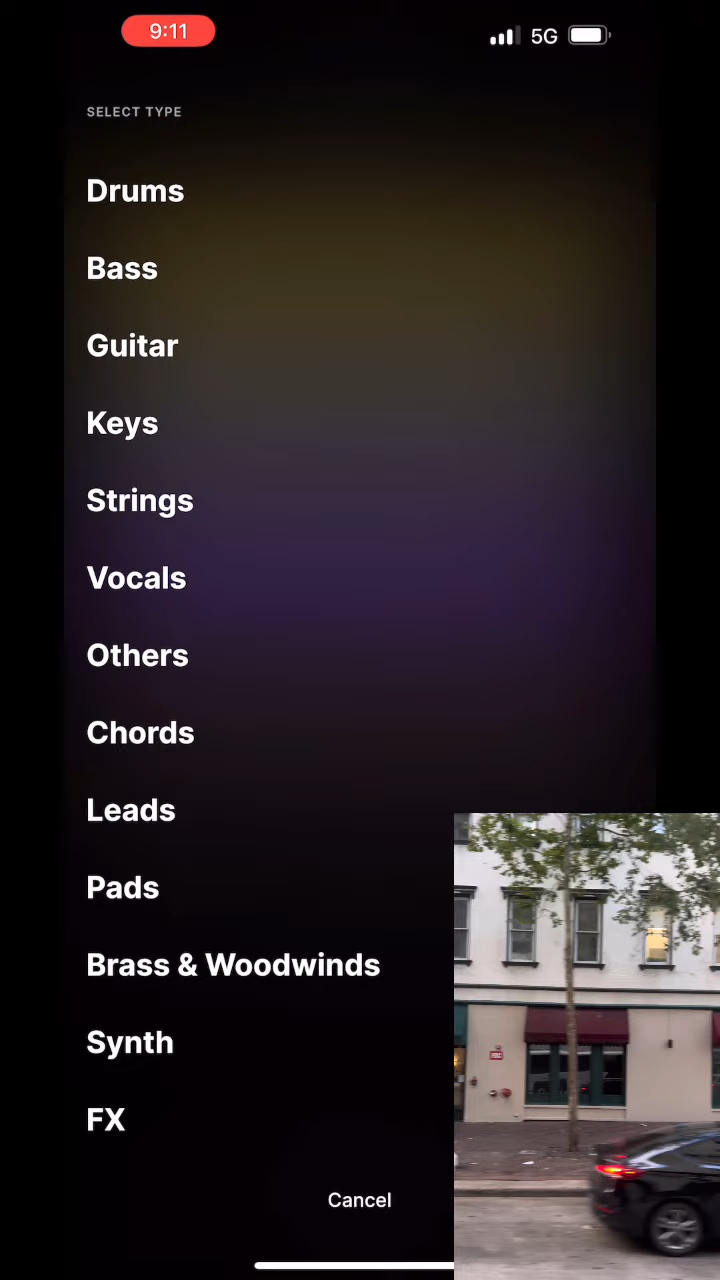 9:11
5G
SELECT TYPE
Drums
Bass
Guitar
Keys
Strings
Vocals
Others
Chords
Leads
Pads
Brass & Woodwinds
Synth
FX
Cancel